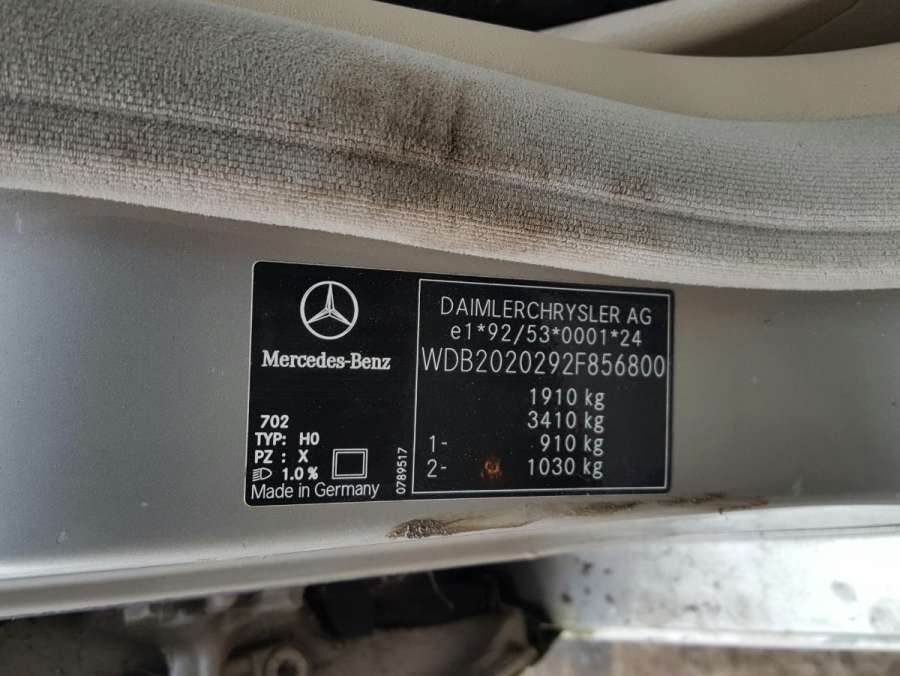 Mercedes-Benz
702
TYP: H0
PZ : X
1.0 %
Made in Germany
0789517
DAIMLERCHRYSLER AG
e1*92/53*0001*24
WDB2020292F856800
1910 kg
3410 kg
1- 910 kg
2- 1030 kg